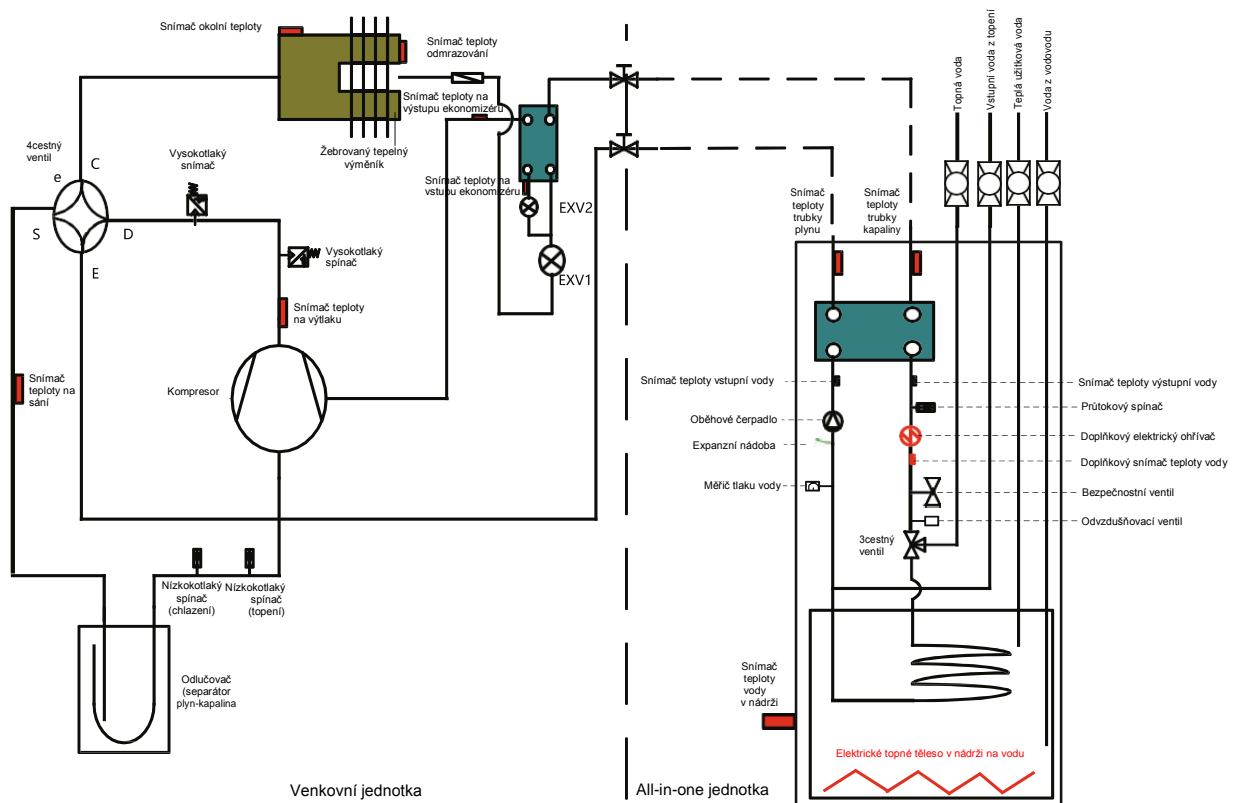 Snímač okolní teploty
Snímač teploty
odmrazování
Snímač teploty na
výstupu ekonomizéru
Žebrovaný tepelný
výměník
4cestný
ventil
C
e
S
D
E
Vysokotlaký
snímač
Vysokotlaký
spínač
Snímač teploty na
vstupu ekonomizéru
EXV2
EXV1
Snímač teploty
na výtlaku
Kompresor
Snímač
teploty na
sání
Nízkokotlaký
spínač
(chlazení)
Nízkokotlaký
spínač
(topení)
Odlučovač
(separátor
plyn-kapalina
Venkovní jednotka
Topná voda
Vstupní voda z topení
Teplá užitková voda
Voda z vodovodu
Snímač
teploty
trubky
plynu
Snímač
teploty
trubky
kapaliny
Snímač teploty vstupní vody
Oběhové čerpadlo
Expanzní nádoba
Měřič tlaku vody
Snímač teploty výstupní vody
Průtokový spínač
Doplňkový elektrický ohřívač
Doplňkový snímač teploty vody
Bezpečnostní ventil
Odvzdušňovací ventil
3cestný
ventil
Snímač
teploty
vody
v nádrži
Elektrické topné těleso v nádrži na vodu
All-in-one jednotka